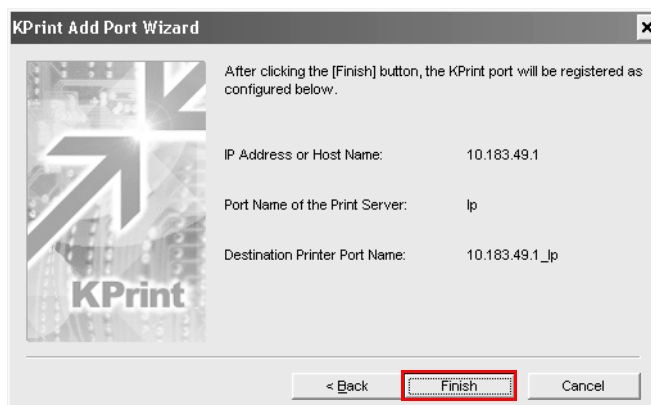 KPrint Add Port Wizard
After clicking the [Finish] button, the KPrint port will be registered as
configured below.
IP Address or Host Name: 10.183.49.1
Port Name of the Print Server: lp
Destination Printer Port Name: 10.183.49.1_lp
KPrint
< Back Finish Cancel